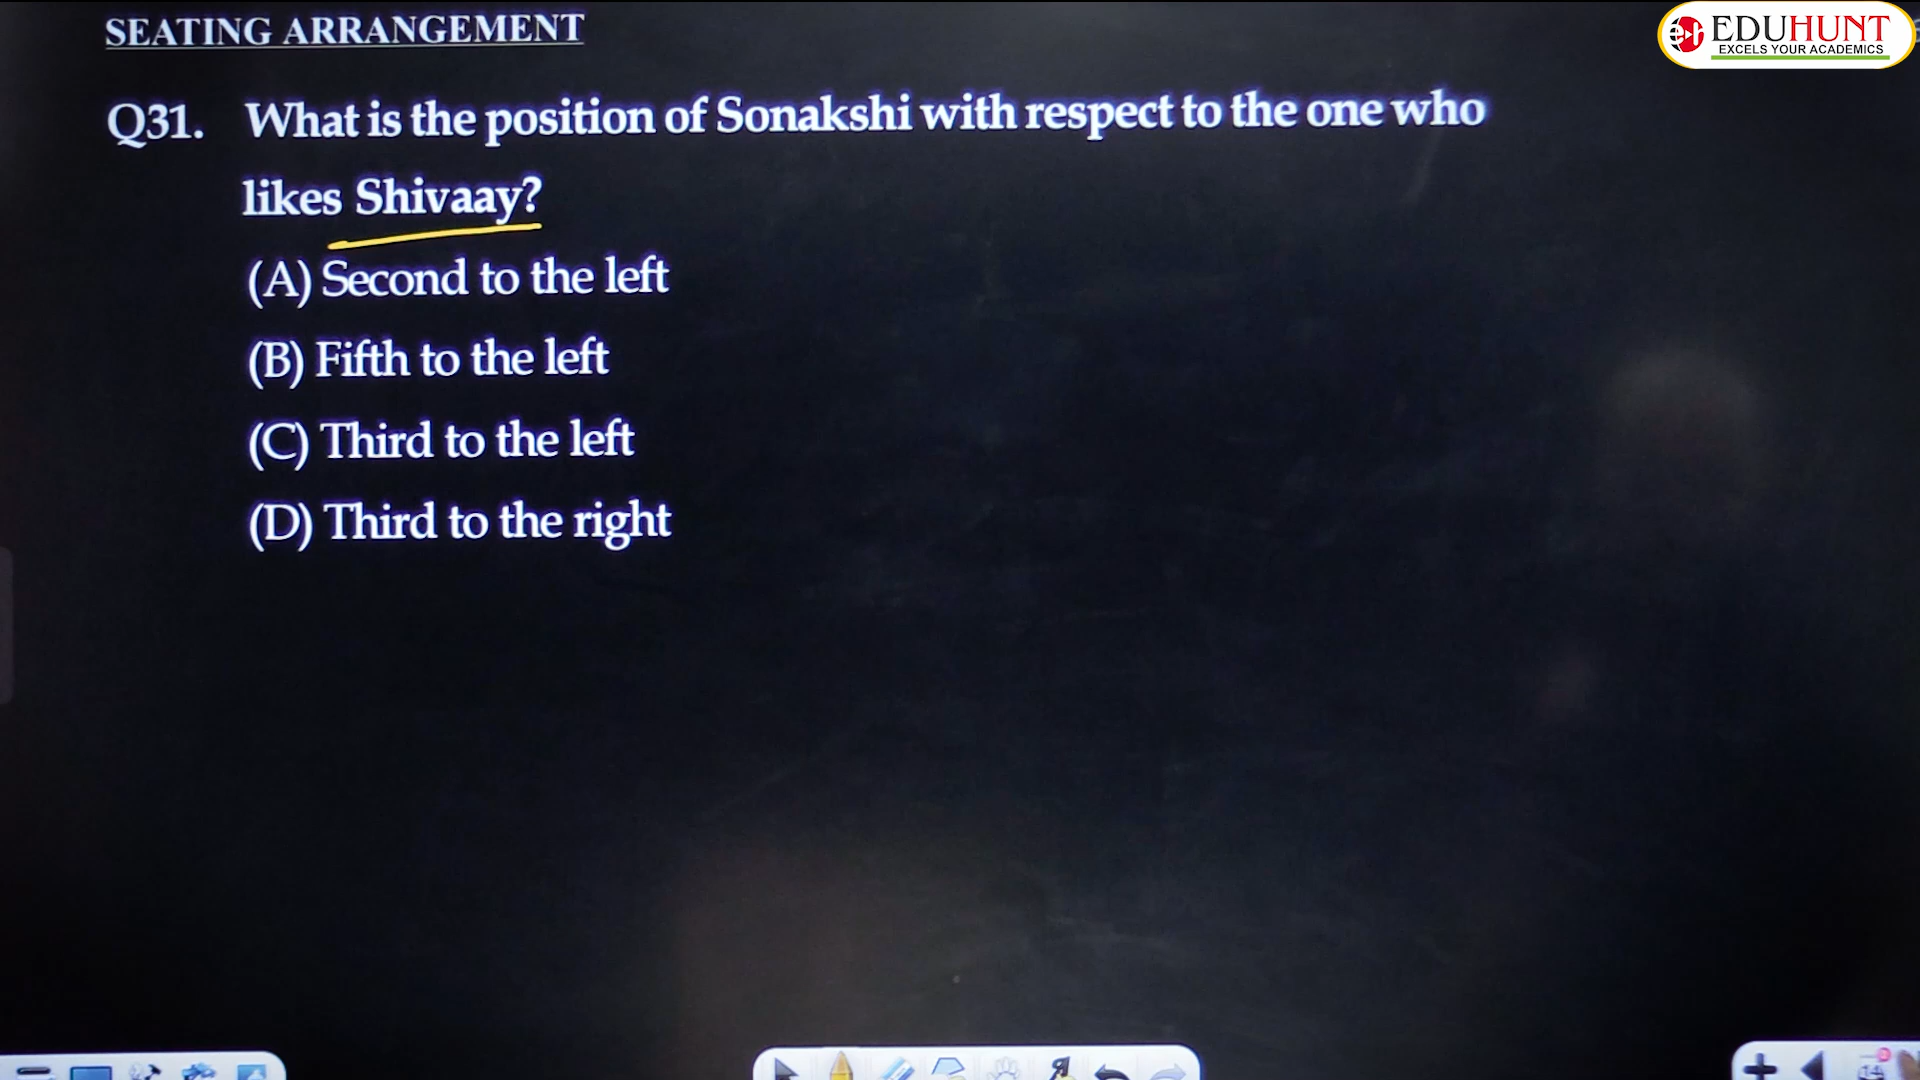 SEATING ARRANGEMENT
EDUHUNT
EXCELS YOUR ACADEMICS
Q31. What is the position of Sonakshi with respect to the one who
likes Shivaay?
(A) Second to the left
(B) Fifth to the left
(C) Third to the left
(D) Third to the right